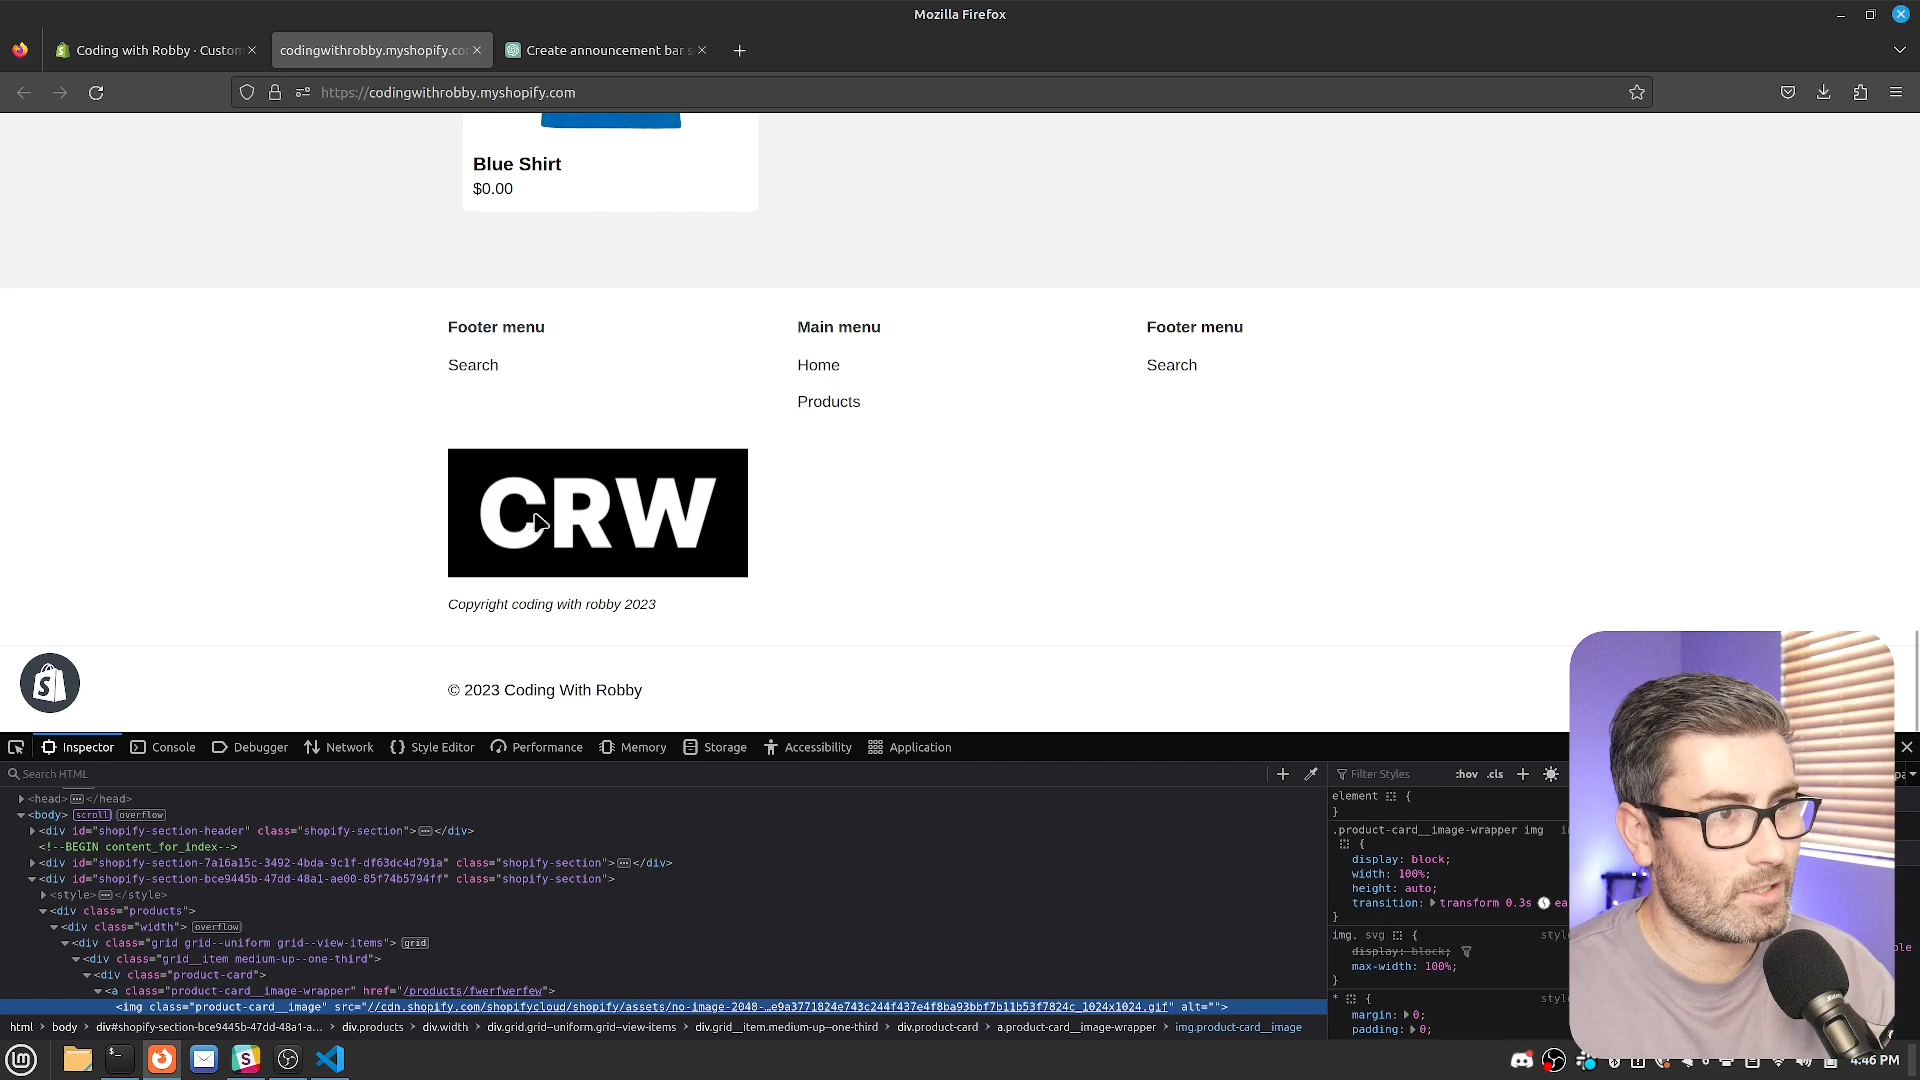 Mozilla Firefox
Coding with Robby · Custom
codingwithrobby.myshopify.co
Create announcement bar s
https://codingwithrobby.myshopify.com
Blue Shirt
$0.00
Footer menu
Main menu
Footer menu
Search
Home
Search
Products
CRW
Copyright coding with robby 2023
© 2023 Coding With Robby
Inspector
Console
Debugger
Network
Style Editor
Performance
Memory
Storage
Accessibility
Application
Search HTML
Filter Styles
:hov .cls
<head></head>
<body> scroll overflow
<div id="shopify-section-header" class="shopify-section"></div>
<!--BEGIN content_for_index-->
<div id="shopify-section-7a16a15c-3492-4bda-9c1f-df63dc4d791a" class="shopify-section"></div>
<div id="shopify-section-bce9445b-47dd-48a1-ae00-85f74b5794ff" class="shopify-section">
<style></style>
<div class="products">
<div class="width"> overflow
<div class="grid grid--uniform grid--view-items"> grid
<div class="grid__item medium-up--one-third">
<div class="product-card">
<a class="product-card__image-wrapper" href="/products/fwerfwerfew">
<img class="product-card__image" src="//cdn.shopify.com/shopifycloud/shopify/assets/no-image-2048-…e9a3771824e743c244f437e4f8ba93bbf7b11b53f7824c_1024x1024.gif" alt="">
html > body > div#shopify-section-bce9445b-47dd-48a1-a... > div.products > div.width > div.grid.grid--uniform.grid--view-items > div.grid__item.medium-up--one-third > div.product-card > a.product-card__image-wrapper > img.product-card__image
element {
}
.product-card__image-wrapper img in
{
display: block;
width: 100%;
height: auto;
transition: transform 0.3s ea
}
img, svg { style
display: block;
max-width: 100%;
}
* { style
margin: 0;
padding: 0;
4:46 PM